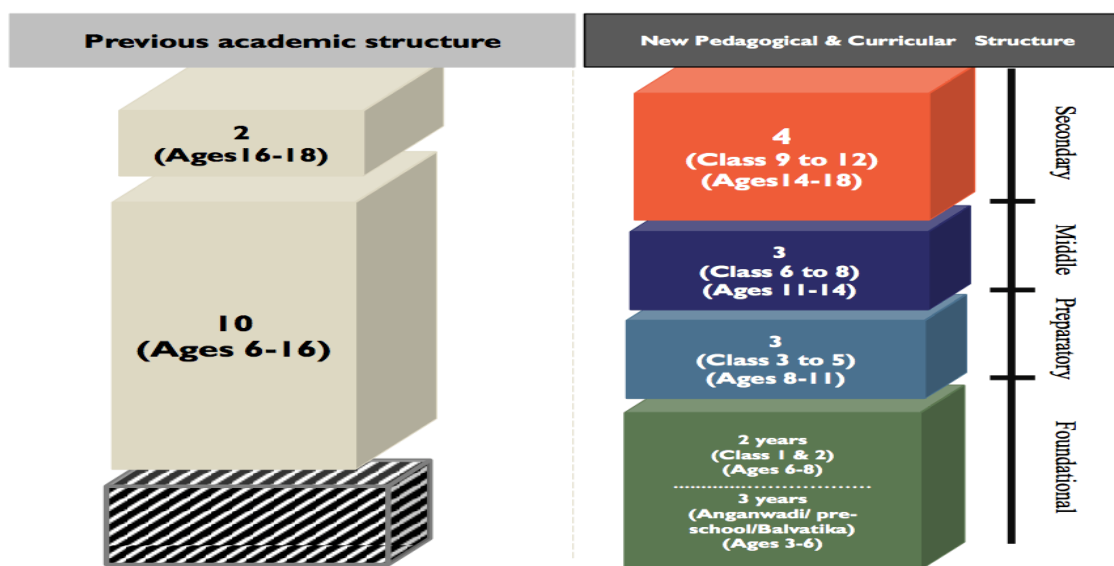 Previous academic structure
2
(Ages16-18)
10
(Ages 6-16)
New Pedagogical & Curricular Structure
4
(Class 9 to 12)
(Ages14-18)
3
(Class 6 to 8)
(Ages 11-14)
3
(Class 3 to 5)
(Ages 8-11)
2 years
(Class 1 & 2)
(Ages 6-8)
3 years
(Anganwadi/ pre-
school/Balvatika)
(Ages 3-6)
Secondary
Middle
Preparatory
Foundational